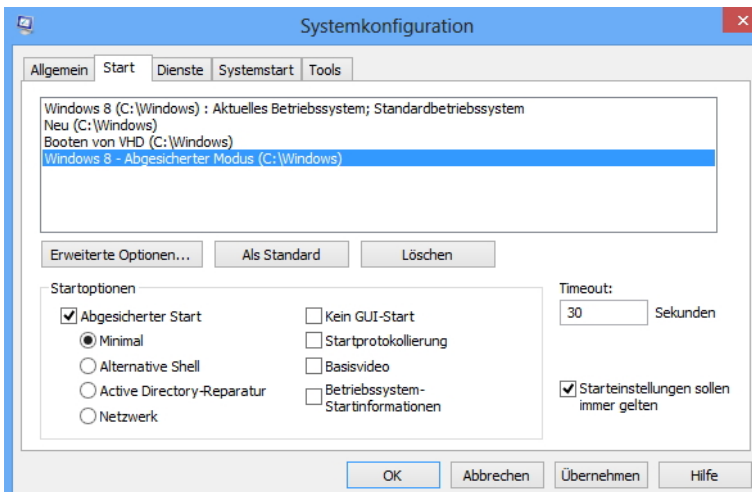 Systemkonfiguration
Allgemein Start Dienste Systemstart Tools
Windows 8 (C:\Windows) : Aktuelles Betriebssystem; Standardbetriebssystem
Neu (C:\Windows)
Booten von VHD (C:\Windows)
Windows 8 - Abgesicherter Modus (C:\Windows)
Erweiterte Optionen... Als Standard Löschen
Startoptionen
Abgesicherter Start
Minimal
Alternative Shell
Active Directory-Reparatur
Netzwerk
Kein GUI-Start
Startprotokollierung
Basisvideo
Betriebssystem-
Startinformationen
Timeout:
30 Sekunden
Starteinstellungen sollen
immer gelten
OK Abbrechen Übernehmen Hilfe